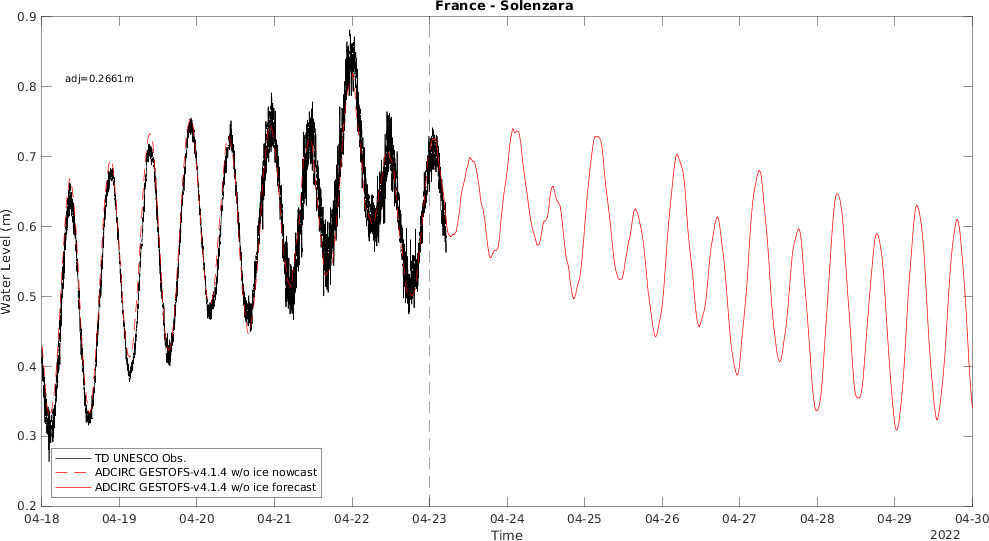 France - Solenzara
0.9
0.8
0.7
0.6
0.5
0.4
0.3
0.2
Water Level (m)
adj=0.2661m
TD UNESCO Obs.
ADCIRC GESTOFS-v4.1.4 w/o ice nowcast
ADCIRC GESTOFS-v4.1.4 w/o ice forecast
04-18 04-19 04-20 04-21 04-22 04-23 04-24 04-25 04-26 04-27 04-28 04-29 04-30
Time
2022